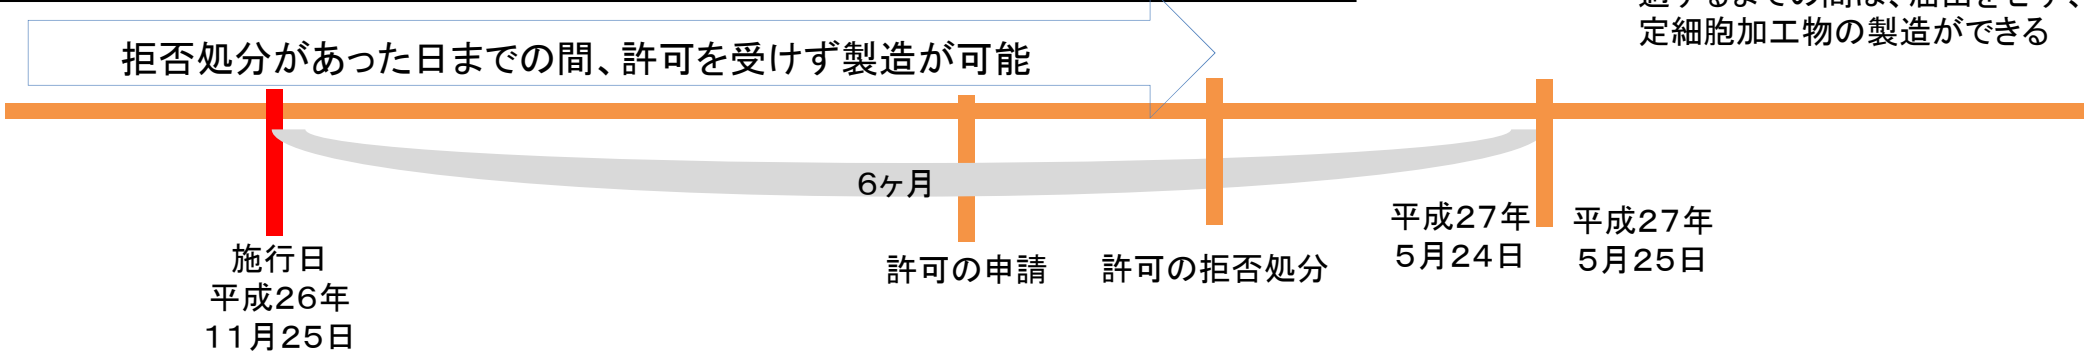 定細胞加工物の製造ができる
拒否処分があった日までの間、許可を受けず製造が可能
6ヶ月
施行日
平成26年
11月25日
許可の申請
許可の拒否処分
平成27年
5月24日
平成27年
5月25日